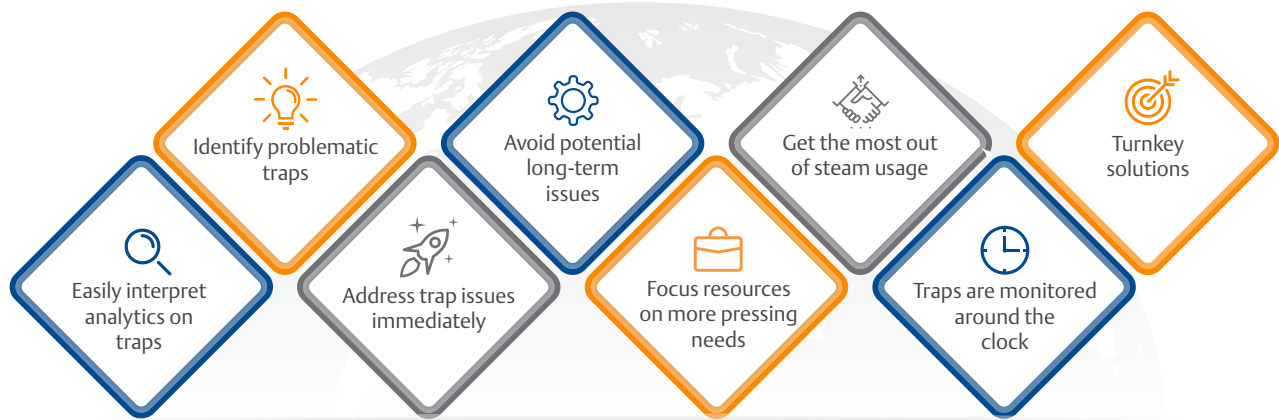 Easily interpret
analytics on
traps
Identify problematic
traps
Address trap issues
immediately
Avoid potential
long-term
issues
Focus resources
on more pressing
needs
Get the most out
of steam usage
Traps are monitored
around the
clock
Turnkey
solutions